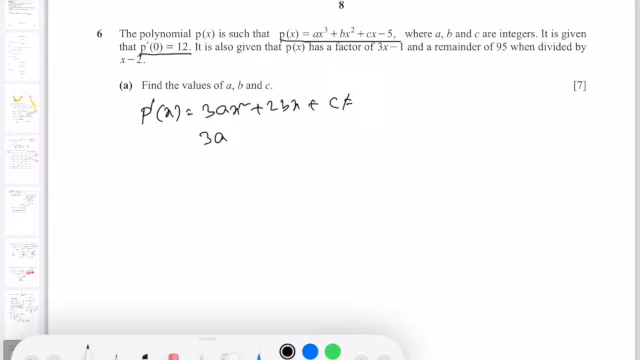 8
6 The polynomial p(x) is such that p(x) = ax³ + bx² + cx − 5, where a, b and c are integers. It is given
that p′(0) = 12. It is also given that p(x) has a factor of 3x − 1 and a remainder of 95 when divided by
x − 2.
(a) Find the values of a, b and c. [7]
p′(x) = 3ax² + 2bx + c
3a